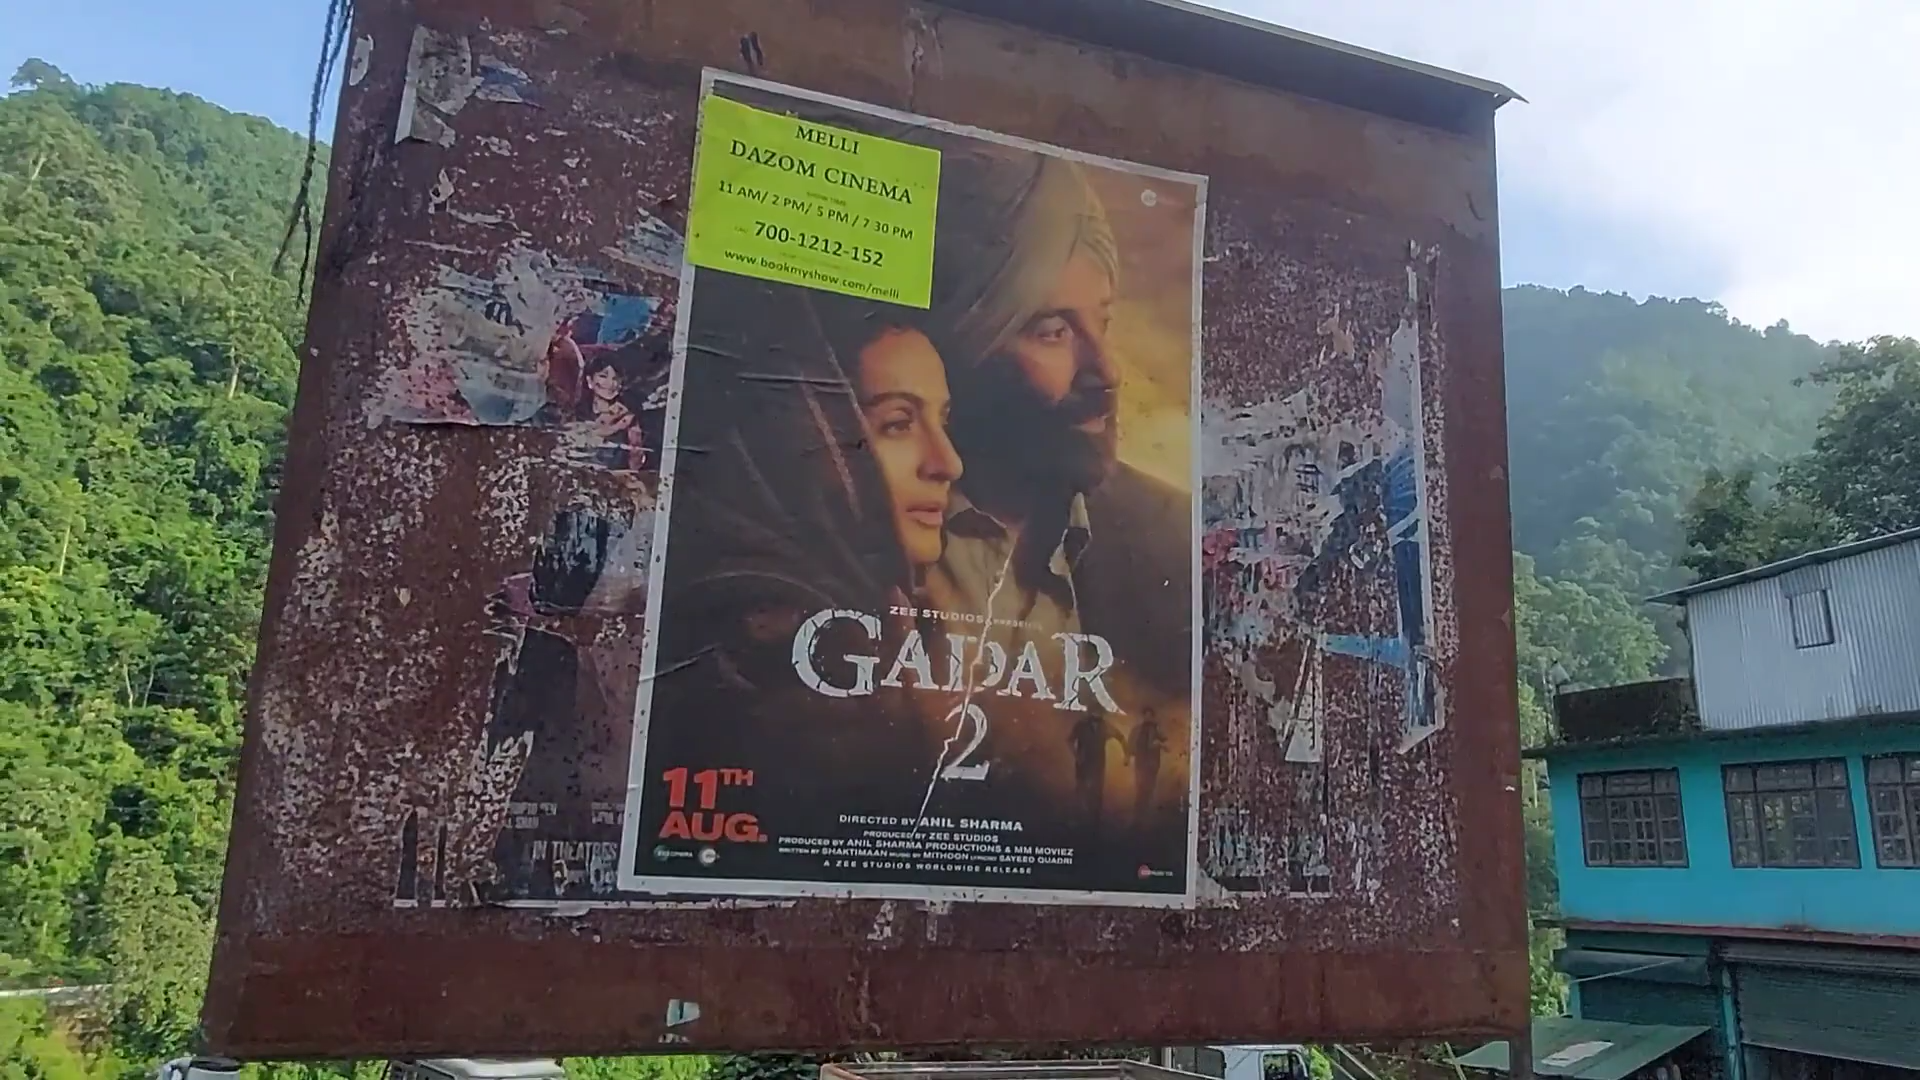 MELLI
DAZOM CINEMA
11 AM/ 2 PM/ 5 PM / 7 30 PM
700-1212-152
www.bookmyshow.com/melli
ZEE STUDIOS PRESENTS
GADAR
2
11TH
AUG.
DIRECTED BY ANIL SHARMA
PRODUCED BY ZEE STUDIOS
PRODUCED BY ANIL SHARMA PRODUCTIONS & MM MOVIEZ
WRITTEN BY SHAKTIMAAN MUSIC BY MITHOON LYRICIST SAYEED QUADRI
A ZEE STUDIOS WORLDWIDE RELEASE
IN THEATRES